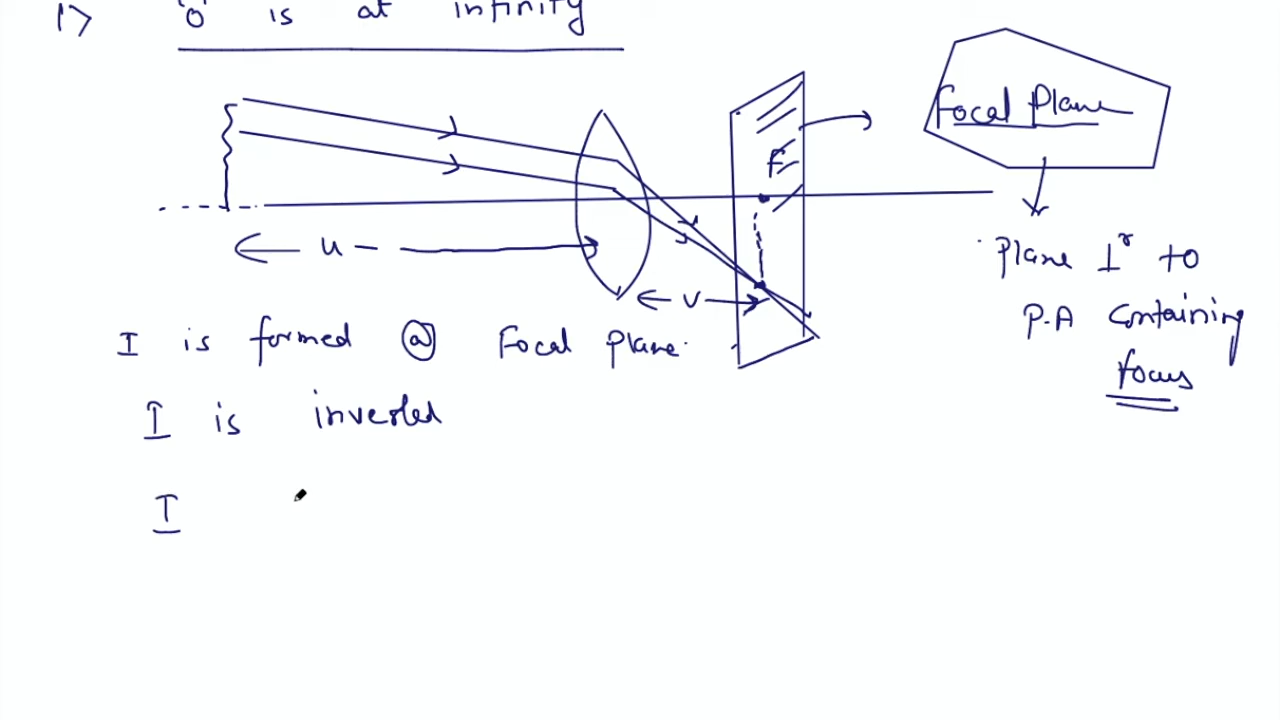 1> 'O' is at infinity
Focal Plane
F
u
v
Plane ⊥r to
P.A containing
focus
I is formed @ Focal Plane.
I is inverted
I